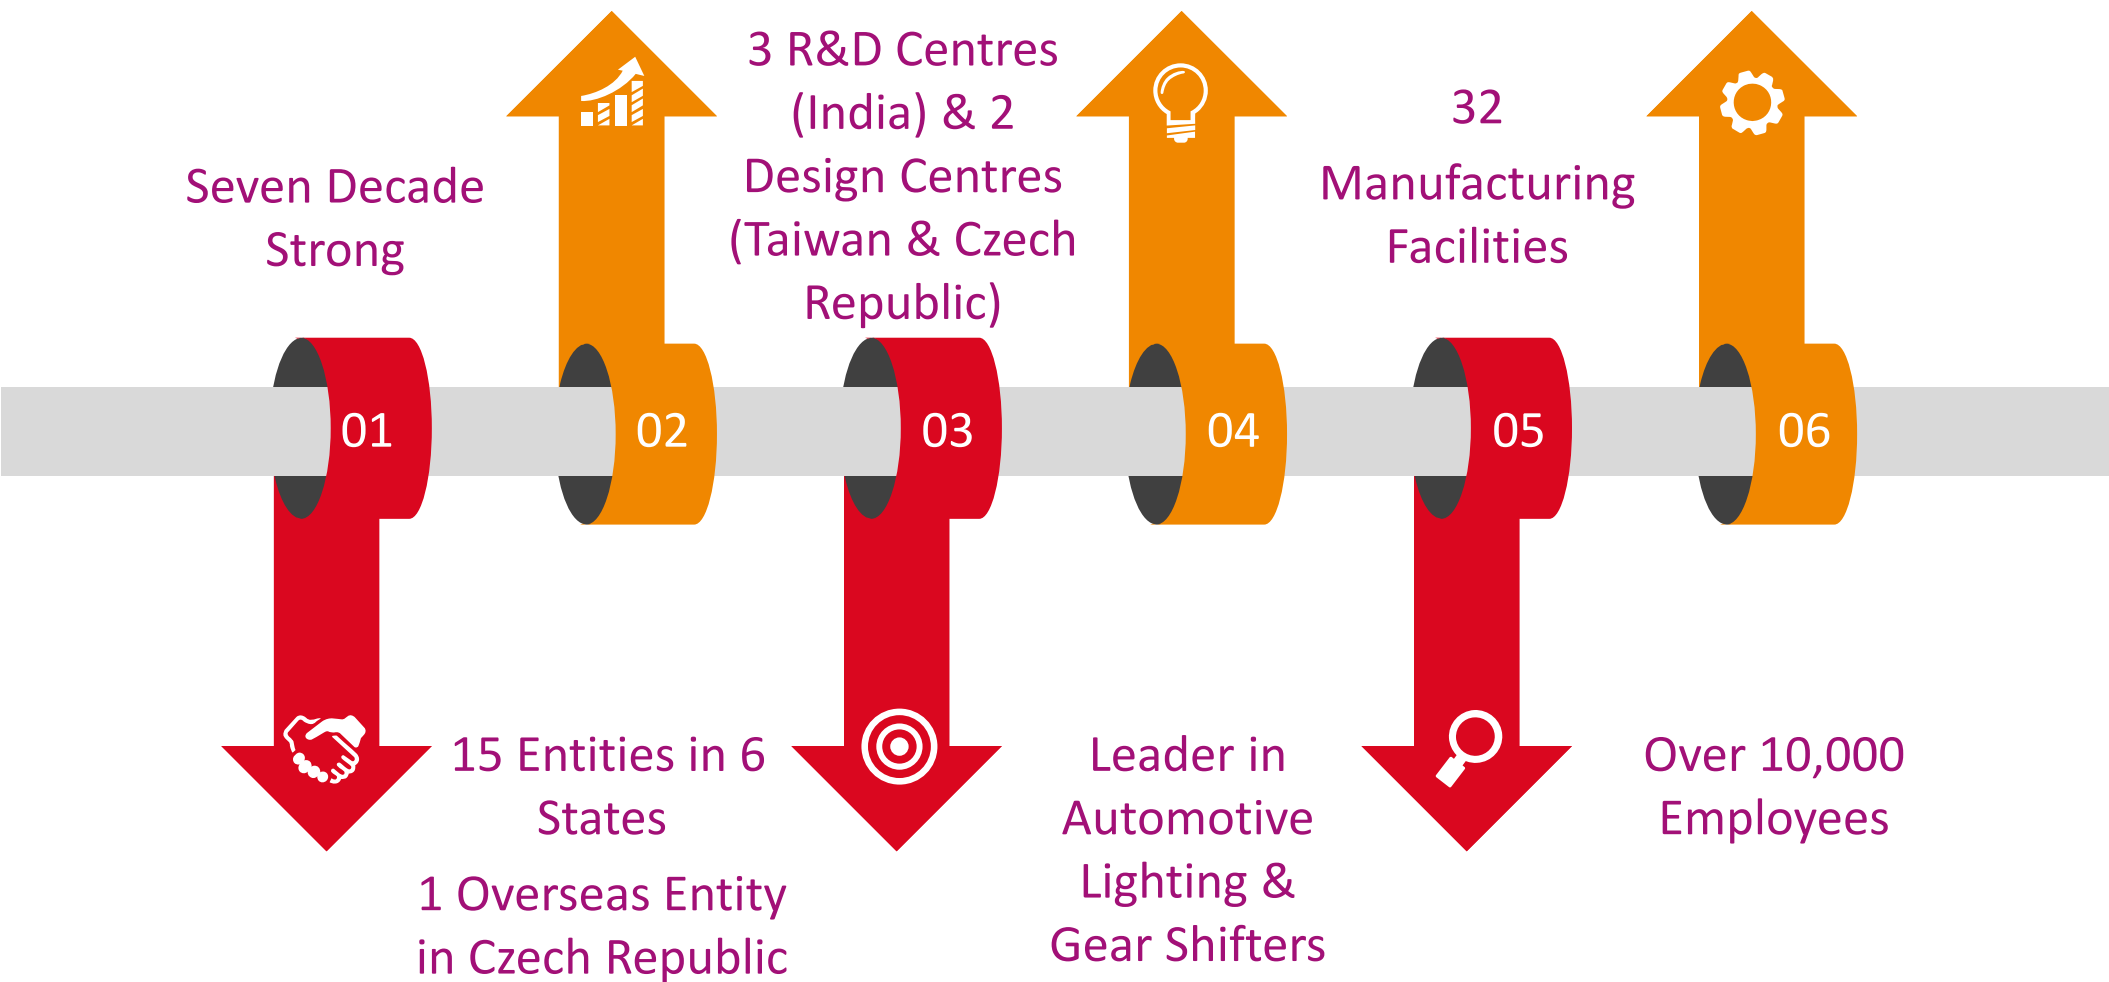 Seven Decade
Strong
01
02
15 Entities in 6
States
1 Overseas Entity
in Czech Republic
3 R&D Centres
(India) & 2
Design Centres
(Taiwan & Czech
Republic)
03
04
Leader in
Automotive
Lighting &
Gear Shifters
32
Manufacturing
Facilities
05
06
Over 10,000
Employees